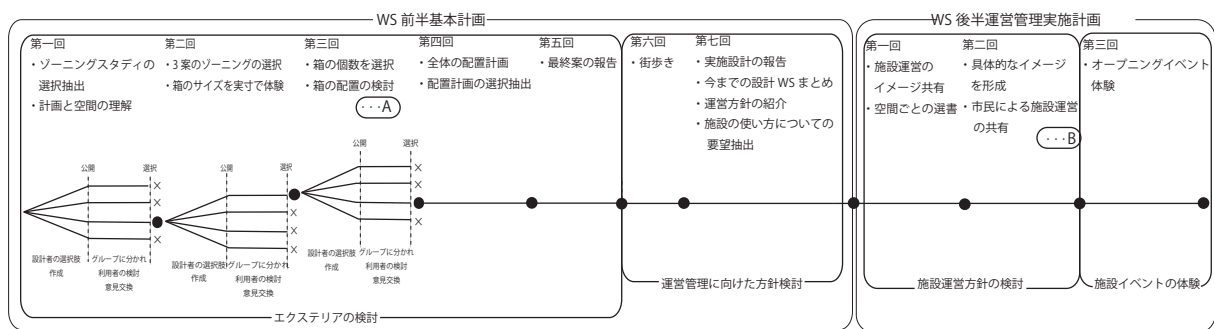 WS 前半基本計画
第一回
・ゾーニングスタディの
選択抽出
・計画と空間の理解
第二回
・3 案のゾーニングの選択
・箱のサイズを実寸で体験
第三回
・箱の個数を選択
・箱の配置の検討
・・・A
第四回
・全体の配置計画
・配置計画の選択抽出
第五回
・最終案の報告
第六回
・街歩き
第七回
・実施設計の報告
・今までの設計 WS まとめ
・運営方針の紹介
・施設の使い方についての
要望抽出
公開
選択
×
×
×
設計者の選択肢
作成
グループに分かれ
利用者の検討
意見交換
公開
選択
×
×
×
設計者の選択肢
作成
グループに分かれ
利用者の検討
意見交換
公開
選択
×
×
×
設計者の選択肢
作成
グループに分かれ
利用者の検討
意見交換
エクステリアの検討
運営管理に向けた方針検討
WS 後半運営管理実施計画
第一回
・施設運営の
イメージ共有
・空間ごとの選書
第二回
・具体的なイメージ
を形成
・市民による施設運営
の共有
・・・B
第三回
・オープニングイベント
体験
施設運営方針の検討
施設イベントの体験